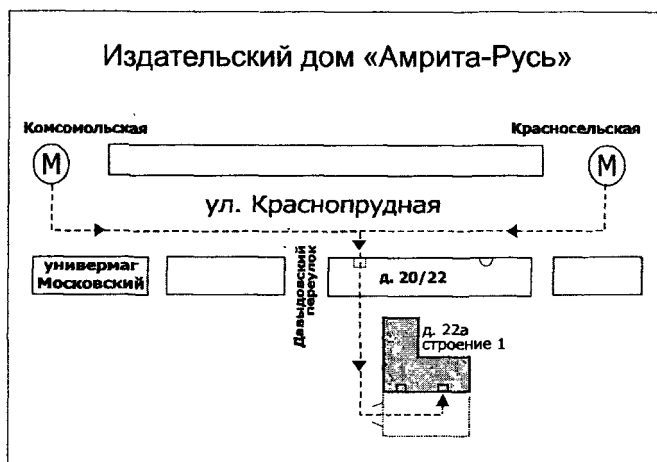 Издательский дом «Амрита-Русь»
Комсомольская
Красносельская
М
М
ул. Краснопрудная
универмаг
Московский
Давыдовский
переулок
д. 20/22
д. 22а
строение 1